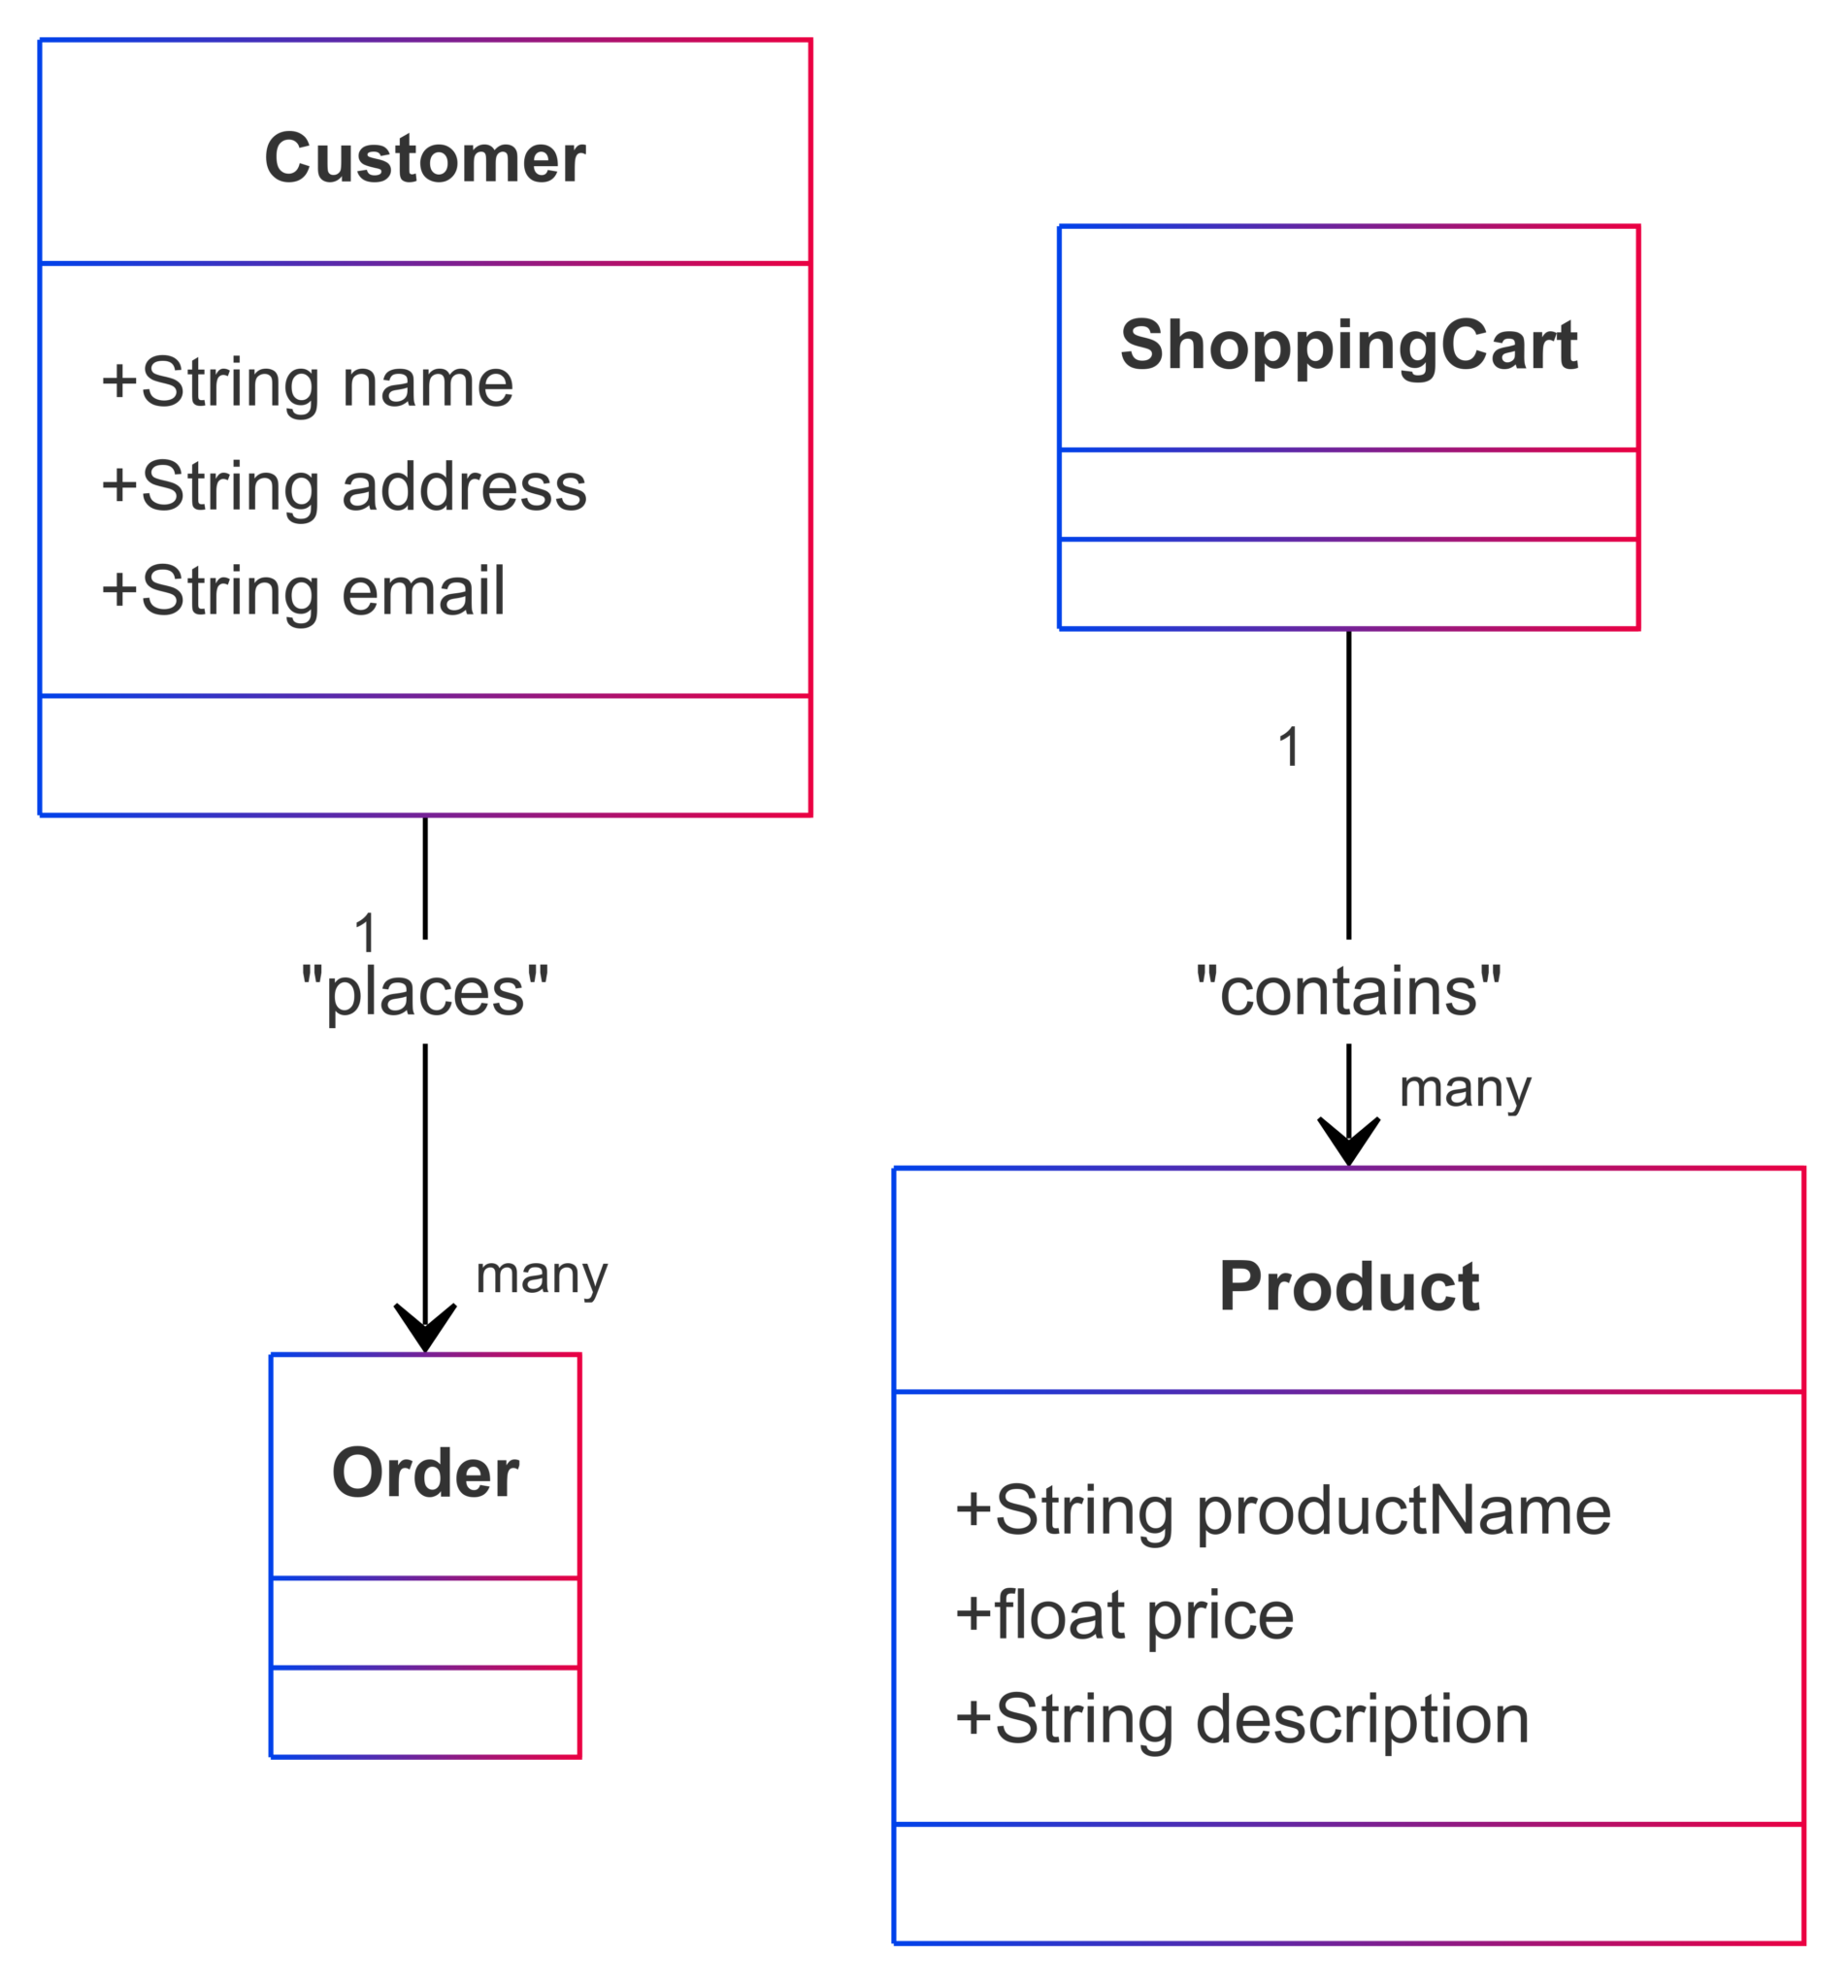 Customer
+String name
+String address
+String email
1
"places"
many
Order
ShoppingCart
1
"contains"
many
Product
+String productName
+float price
+String description